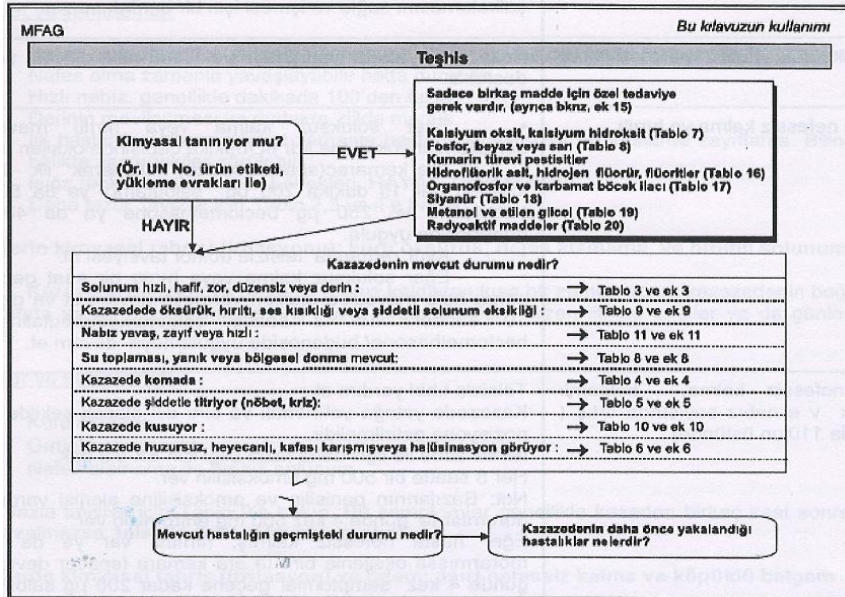 MFAG
Bu kılavuzun kullanımı
Teşhis
Kimyasal tanınıyor mu?
(Ör. UN No, ürün etiketi,
yükleme evrakları ile)
EVET
HAYIR
Sadece birkaç madde için özel tedaviye
gerek vardır. (ayrıca bknz, ek 15)
Kalsiyum oksit, kalsiyum hidroksit (Tablo 7)
Fosfor, beyaz veya sarı (Tablo 8)
Kumarin türevi pestisitler
Hidroflüerik asit, hidrojen flüorür, flüoritler (Tablo 16)
Organofosfor ve karbamat böcek ilacı (Tablo 17)
Siyanür (Tablo 18)
Metanol ve etilen glicol (Tablo 19)
Radyoaktif maddeler (Tablo 20)
Kazazedenin mevcut durumu nedir?
Solunum hızlı, hafif, zor, düzensiz veya derin : → Tablo 3 ve ek 3
Kazazedede öksürük, hırıltı, ses kısıklığı veya şiddetli solunum eksikliği : → Tablo 9 ve ek 9
Nabız yavaş, zayıf veya hızlı : → Tablo 11 ve ek 11
Su toplaması, yanık veya bölgesel donma mevcut: → Tablo 8 ve ek 8
Kazazede komada : → Tablo 4 ve ek 4
Kazazede şiddetle titriyor (nöbet, kriz): → Tablo 5 ve ek 5
Kazazede kusuyor : → Tablo 10 ve ek 10
Kazazede huzursuz, heyecanlı, kafası karışmışveya halüsinasyon görüyor : → Tablo 6 ve ek 6
Mevcut hastalığın geçmişteki durumu nedir?
Kazazedenin daha önce yakalandığı
hastalıklar nelerdir?